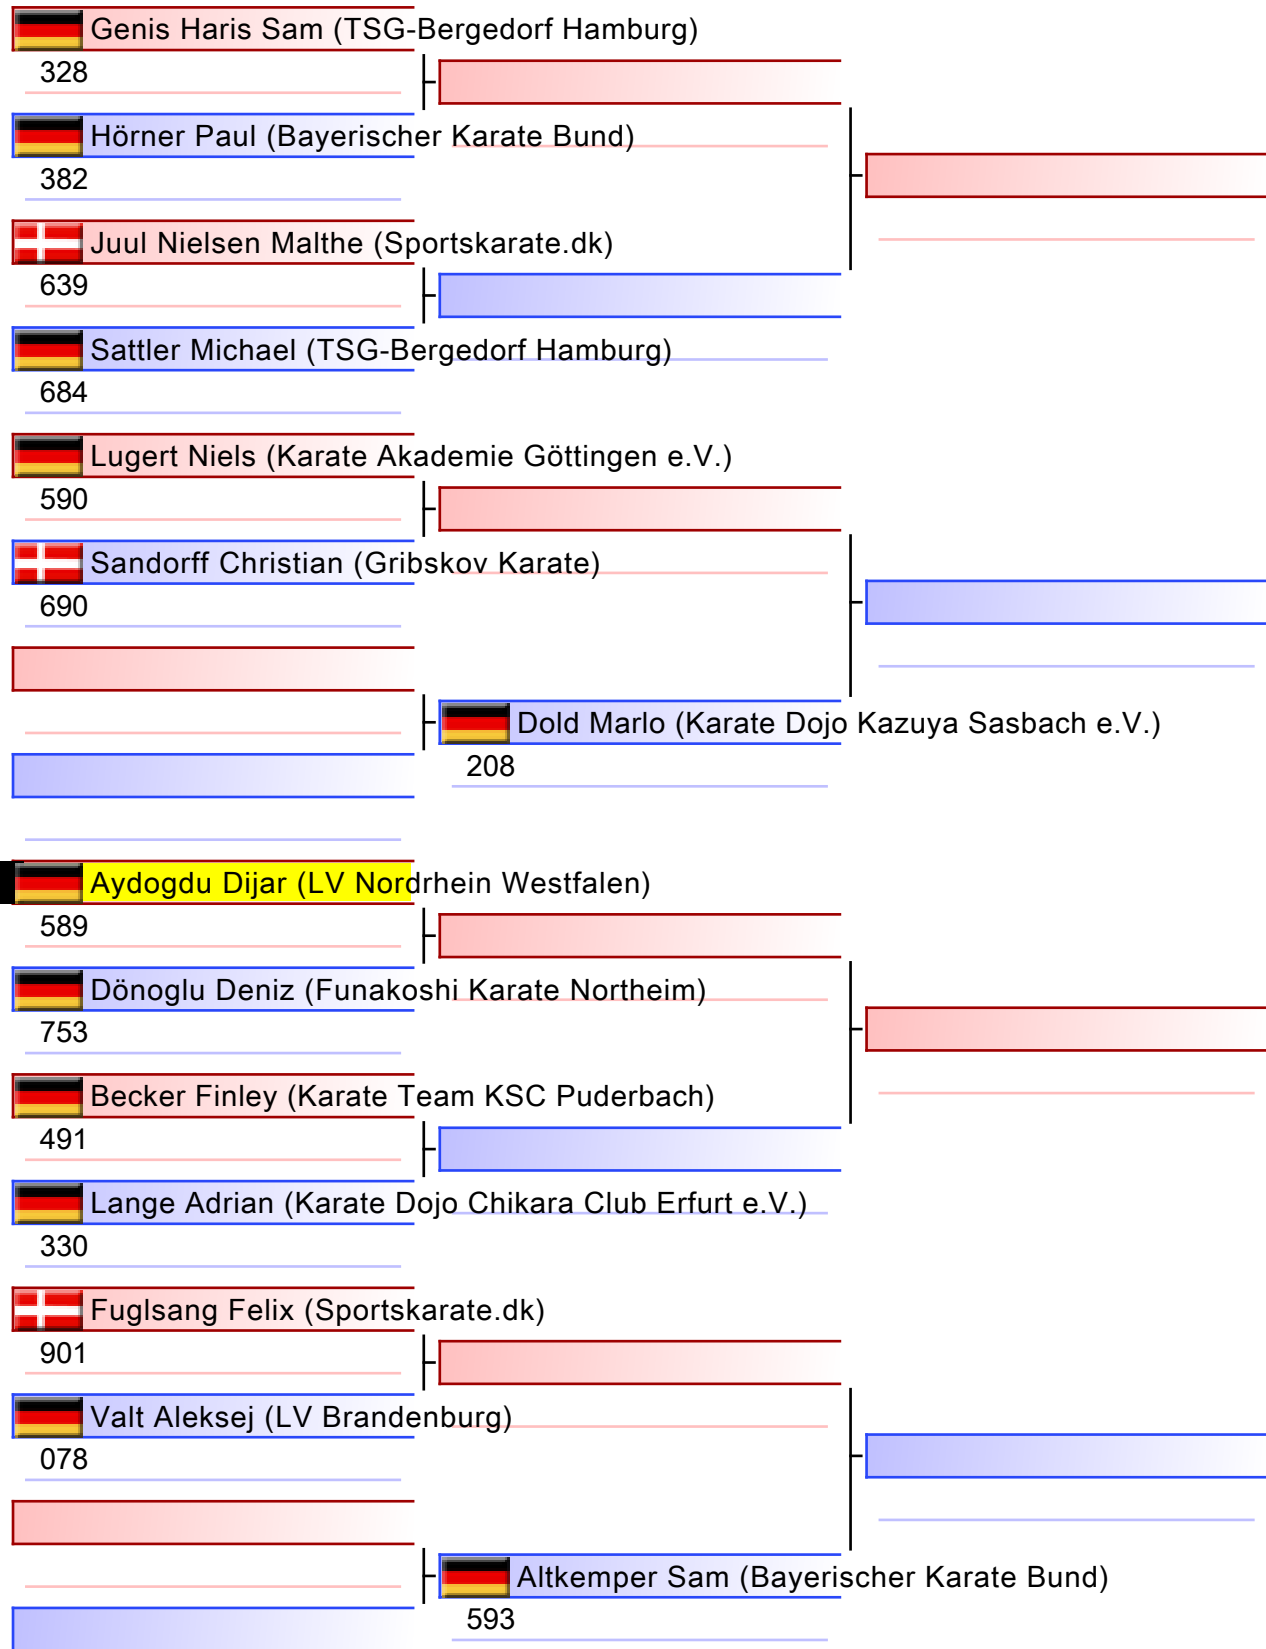 Genis Haris Sam (TSG-Bergedorf Hamburg)
328
Hörner Paul (Bayerischer Karate Bund)
382
Juul Nielsen Malthe (Sportskarate.dk)
639
Sattler Michael (TSG-Bergedorf Hamburg)
684
Lugert Niels (Karate Akademie Göttingen e.V.)
590
Sandorff Christian (Gribskov Karate)
690
Dold Marlo (Karate Dojo Kazuya Sasbach e.V.)
208
Aydogdu Dijar (LV Nordrhein Westfalen)
589
Dönoglu Deniz (Funakoshi Karate Northeim)
753
Becker Finley (Karate Team KSC Puderbach)
491
Lange Adrian (Karate Dojo Chikara Club Erfurt e.V.)
330
Fuglsang Felix (Sportskarate.dk)
901
Valt Aleksej (LV Brandenburg)
078
Altkemper Sam (Bayerischer Karate Bund)
593